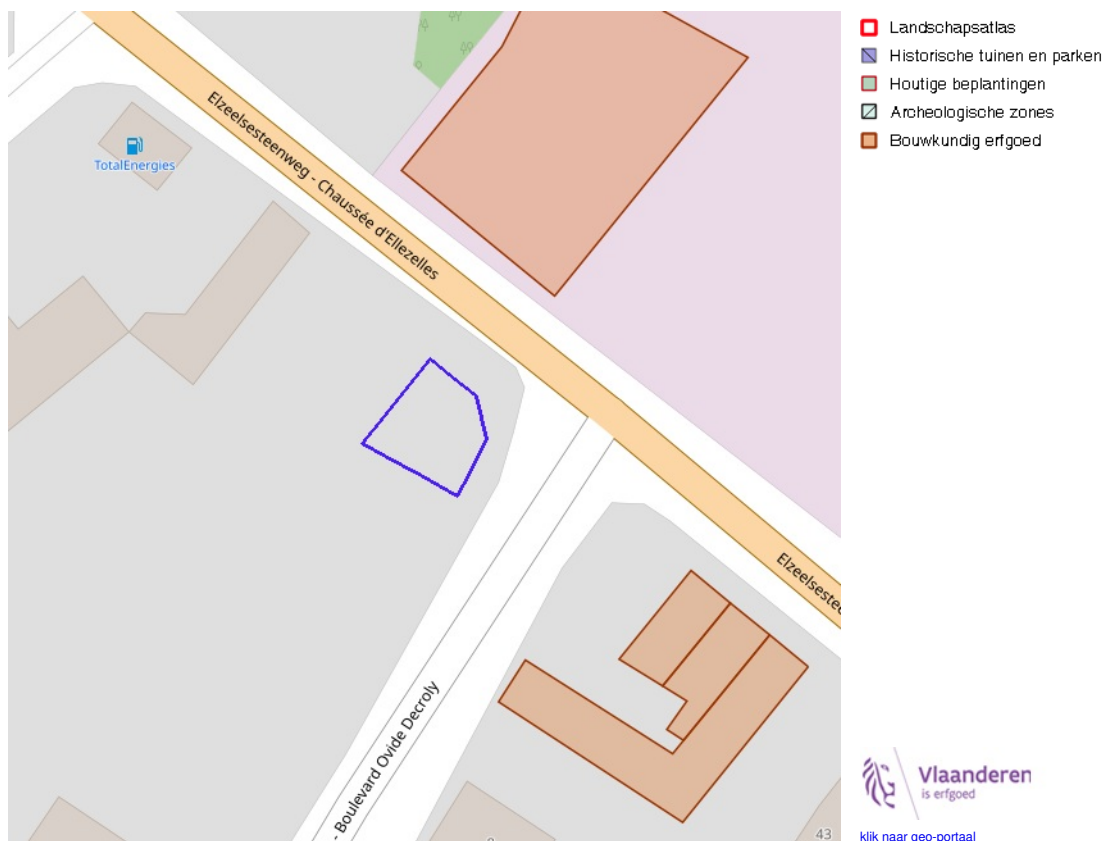 Elzeelsesteenweg - Chaussée d'Ellezelles
TotalEnergies
Elzeelsestee
- Boulevard Ovide Decroly
43
Landschapsatlas
Historische tuinen en parken
Houtige beplantingen
Archeologische zones
Bouwkundig erfgoed
Vlaanderen
is erfgoed
klik naar geo-portaal